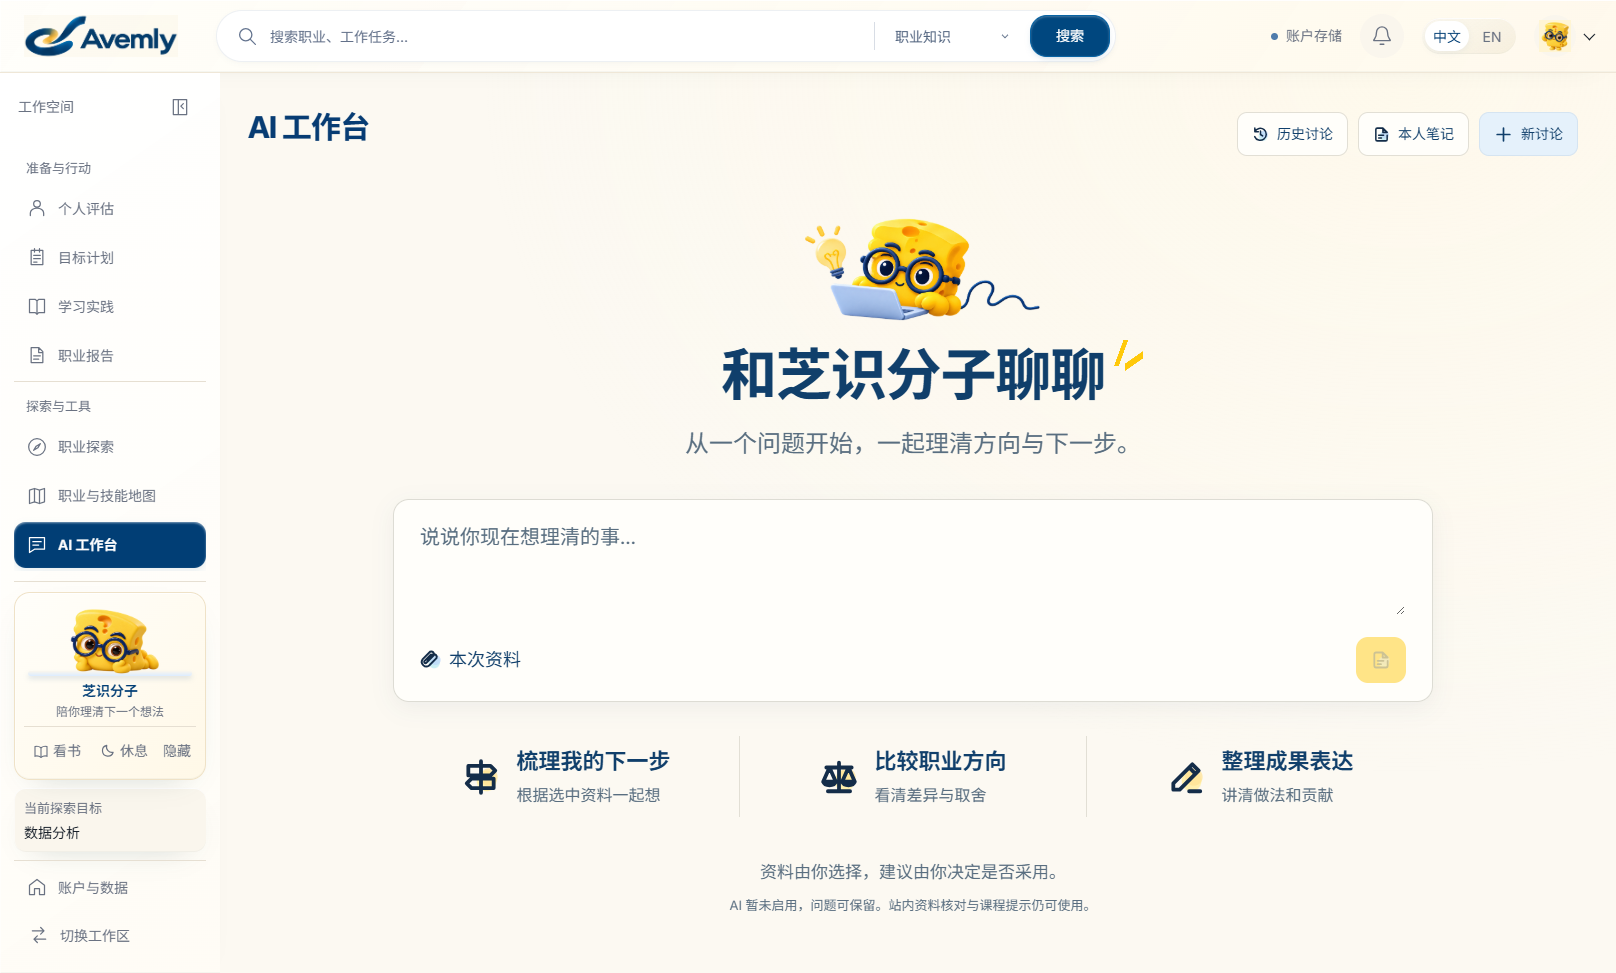 Avemly
搜索职业、工作任务...
职业知识
搜索
账户存储
中文
EN
工作空间
准备与行动
个人评估
目标计划
学习实践
职业报告
探索与工具
职业探索
职业与技能地图
AI 工作台
芝识分子
陪你理清下一个想法
看书
休息
隐藏
当前探索目标
数据分析
账户与数据
切换工作区
AI 工作台
历史讨论
本人笔记
新讨论
和芝识分子聊聊
从一个问题开始，一起理清方向与下一步。
说说你现在想理清的事...
本次资料
梳理我的下一步
根据选中资料一起想
比较职业方向
看清差异与取舍
整理成果表达
讲清做法和贡献
资料由你选择，建议由你决定是否采用。
AI 暂未启用，问题可保留。站内资料核对与课程提示仍可使用。